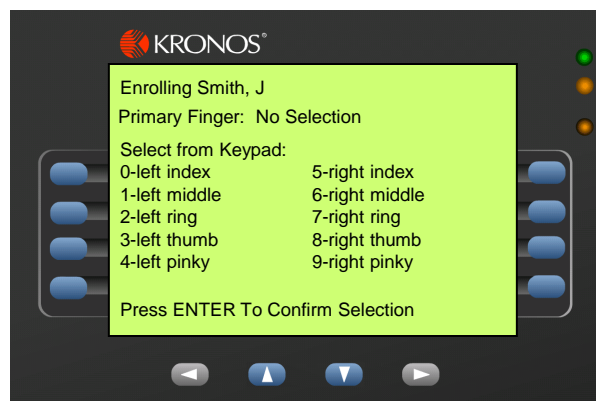 KRONOS®
Enrolling Smith, J
Primary Finger: No Selection
Select from Keypad:
0-left index 5-right index
1-left middle 6-right middle
2-left ring 7-right ring
3-left thumb 8-right thumb
4-left pinky 9-right pinky
Press ENTER To Confirm Selection